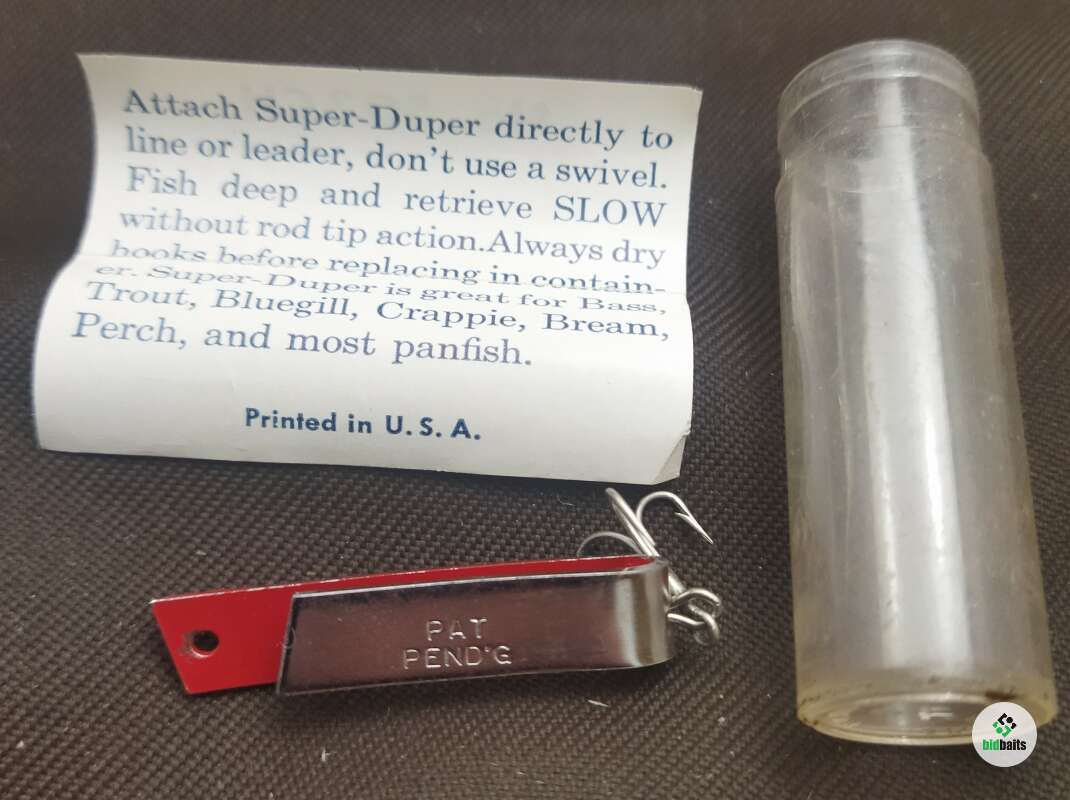 Attach Super-Duper directly to
line or leader, don't use a swivel.
Fish deep and retrieve SLOW
without rod tip action.Always dry
hooks before replacing in contain-
er. Super-Duper is great for Bass,
Trout, Bluegill, Crappie, Bream,
Perch, and most panfish.
Printed in U. S. A.
PAT
PEND'G
bidbaits